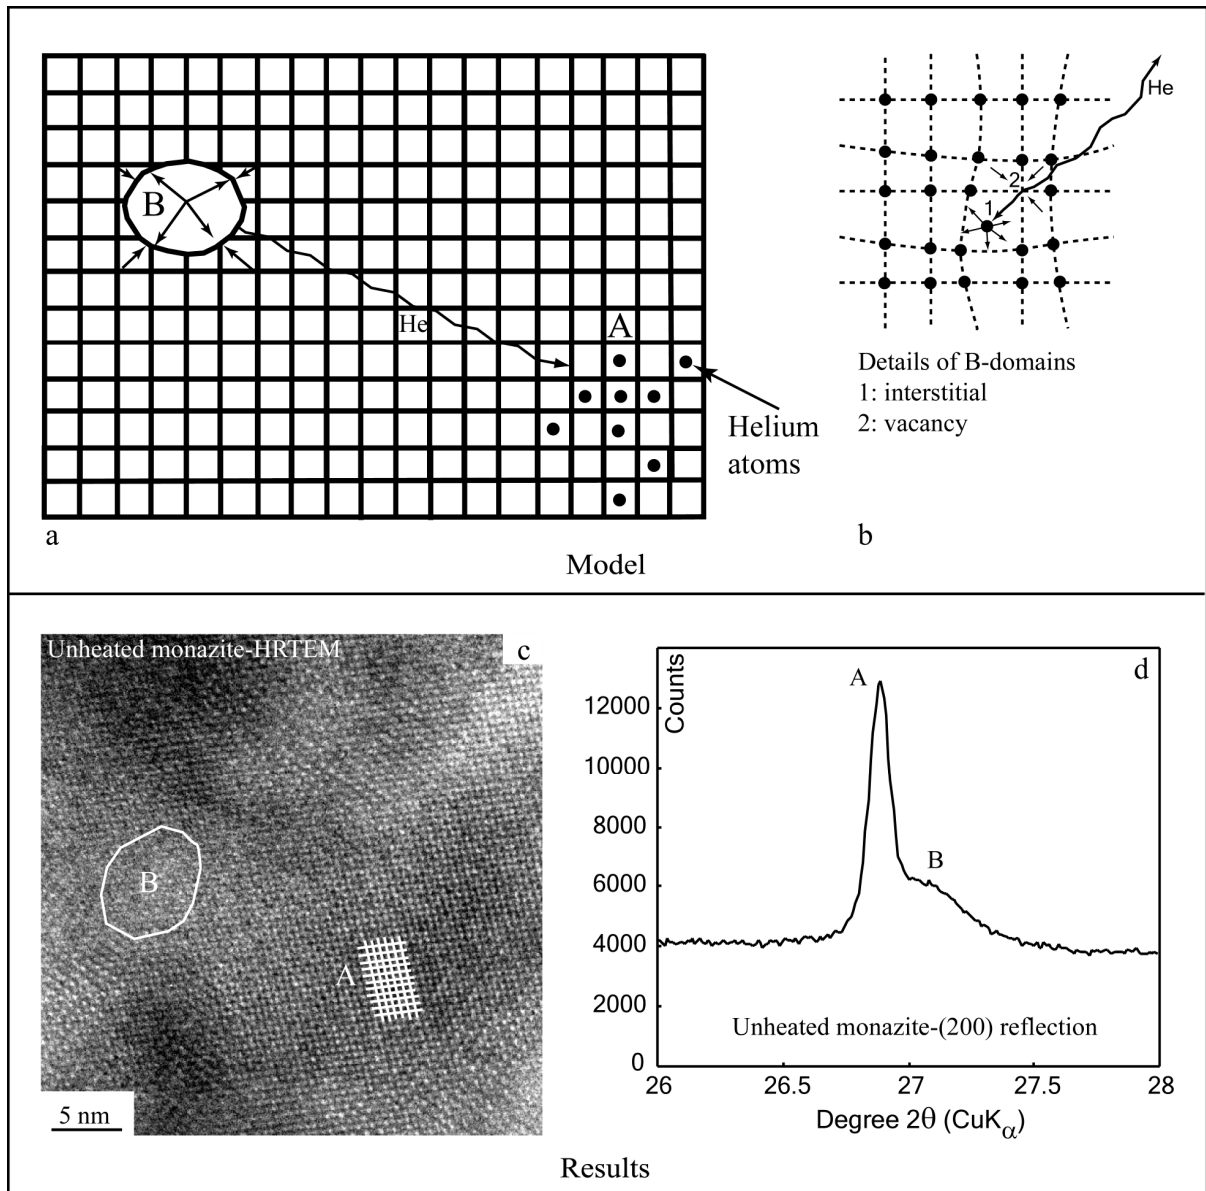 B
He
A
Helium
atoms
a
He
2
1
Details of B-domains
1: interstitial
2: vacancy
b
Model
Unheated monazite-HRTEM
c
B
A
5 nm
d
Counts
A
B
12000
10000
8000
6000
4000
2000
0
Unheated monazite-(200) reflection
26 26.5 27 27.5 28
Degree 2θ (CuKα)
Results